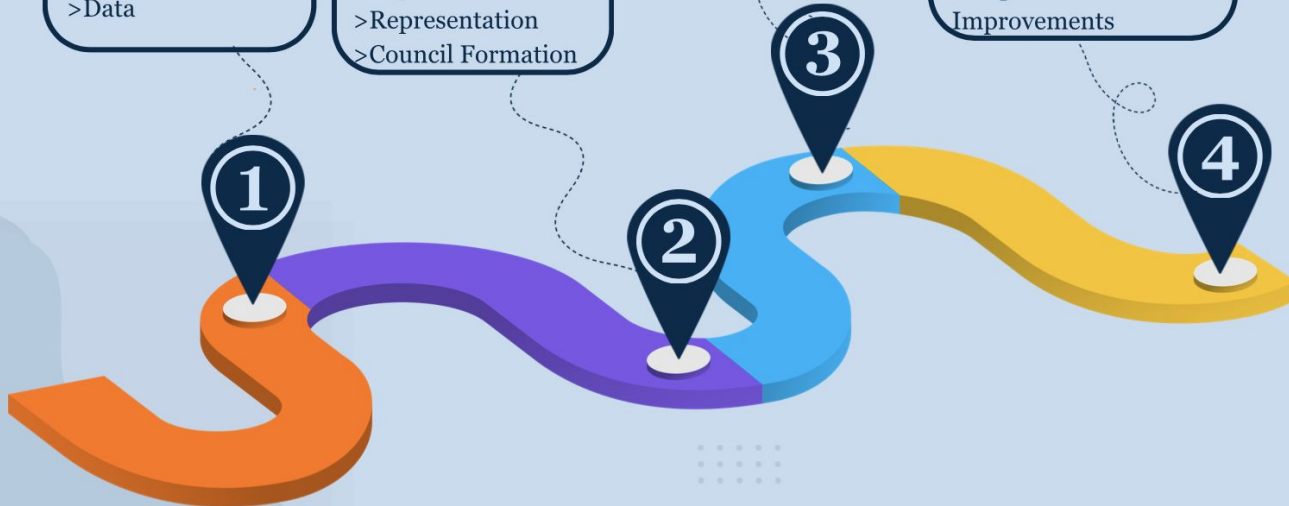 >Data
>Representation
>Council Formation
Improvements
1
2
3
4